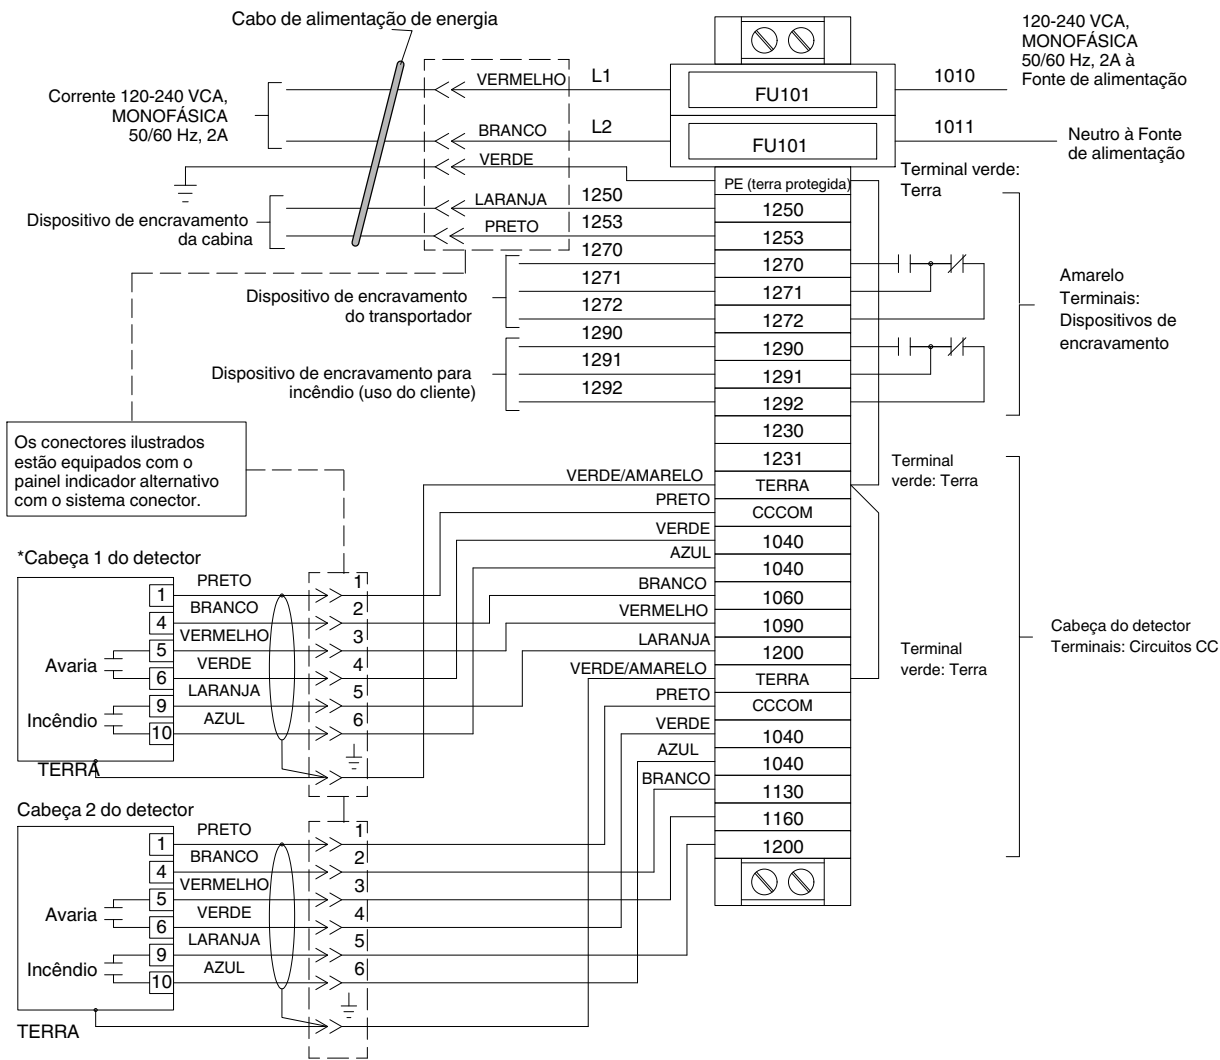 Cabo de alimentação de energia
120-240 VCA,
MONOFÁSICA
50/60 Hz, 2A à
Fonte de alimentação
Corrente 120-240 VCA,
MONOFÁSICA
50/60 Hz, 2A
VERMELHO
L1
FU101
1010
BRANCO
L2
FU101
1011
Neutro à Fonte
de alimentação
VERDE
PE (terra protegida)
Terminal verde:
Terra
Dispositivo de encravamento
da cabina
LARANJA
1250
1250
PRETO
1253
1253
Dispositivo de encravamento
do transportador
1270
1270
1271
1271
1272
1272
Amarelo
Terminais:
Dispositivos de
encravamento
Dispositivo de encravamento para
incêndio (uso do cliente)
1290
1290
1291
1291
1292
1292
1230
1231
Os conectores ilustrados
estão equipados com o
painel indicador alternativo
com o sistema conector.
VERDE/AMARELO
TERRA
Terminal
verde: Terra
PRETO
CCCOM
VERDE
1040
AZUL
1040
BRANCO
1060
VERMELHO
1090
LARANJA
1200
VERDE/AMARELO
TERRA
Terminal
verde: Terra
PRETO
CCCOM
VERDE
1040
AZUL
1040
BRANCO
1130
1160
1200
Cabeça do detector
Terminais: Circuitos CC
*Cabeça 1 do detector
1
PRETO
1
4
BRANCO
2
Avaria
5
VERMELHO
3
6
VERDE
4
Incêndio
9
LARANJA
5
10
AZUL
6
TERRA
Cabeça 2 do detector
1
PRETO
1
4
BRANCO
2
Avaria
5
VERMELHO
3
6
VERDE
4
Incêndio
9
LARANJA
5
10
AZUL
6
TERRA